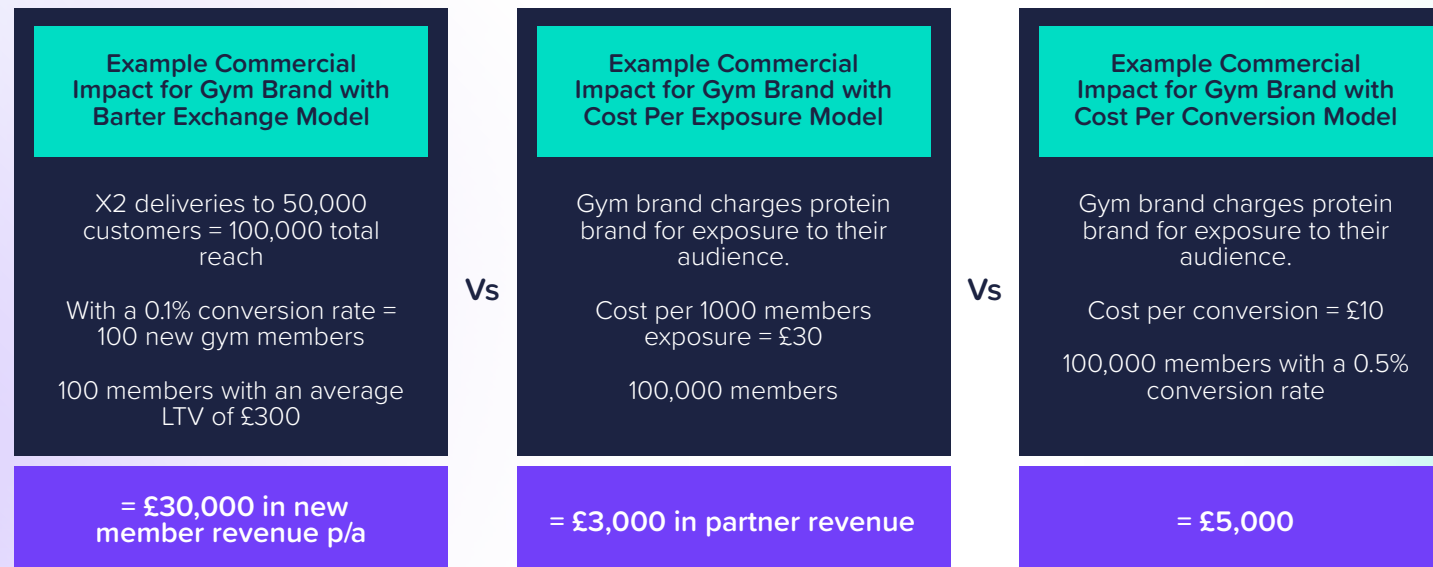 Example Commercial
Impact for Gym Brand with
Barter Exchange Model
X2 deliveries to 50,000
customers = 100,000 total
reach
With a 0.1% conversion rate =
100 new gym members
100 members with an average
LTV of £300
= £30,000 in new
member revenue p/a
Vs
Example Commercial
Impact for Gym Brand with
Cost Per Exposure Model
Gym brand charges protein
brand for exposure to their
audience.
Cost per 1000 members
exposure = £30
100,000 members
= £3,000 in partner revenue
Vs
Example Commercial
Impact for Gym Brand with
Cost Per Conversion Model
Gym brand charges protein
brand for exposure to their
audience.
Cost per conversion = £10
100,000 members with a 0.5%
conversion rate
= £5,000